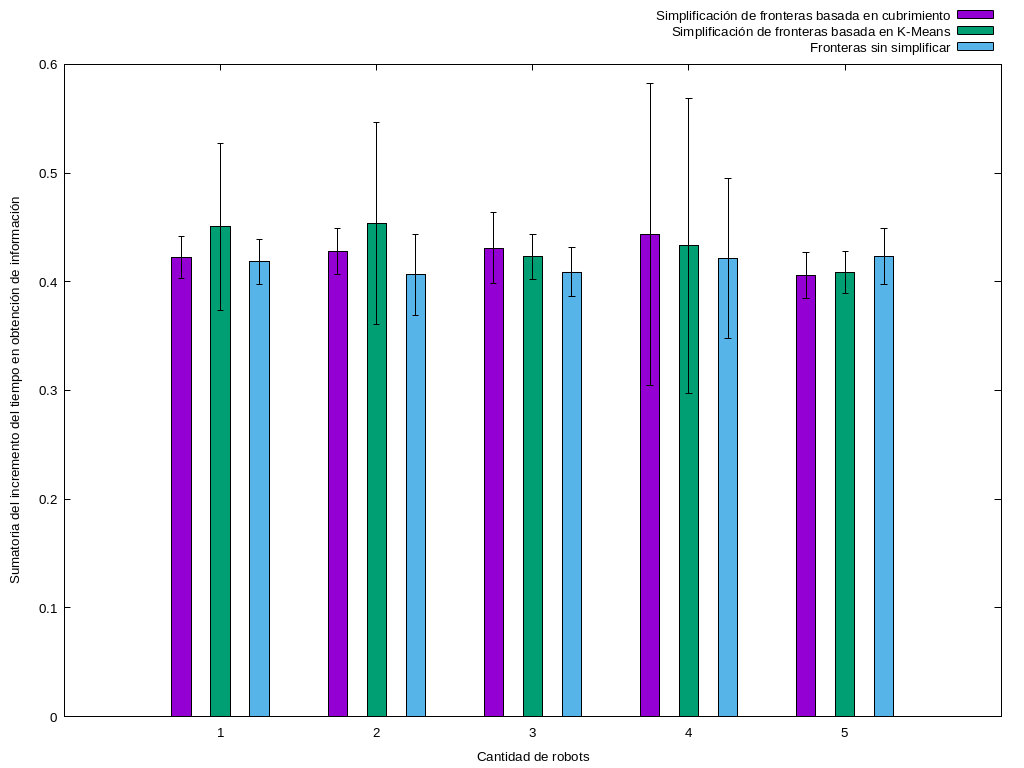 Simplificación de fronteras basada en cubrimiento
Simplificación de fronteras basada en K-Means
Fronteras sin simplificar
0.6
0.5
0.4
0.3
0.2
0.1
0
Sumatoria del incremento del tiempo en obtención de información
1 2 3 4 5
Cantidad de robots